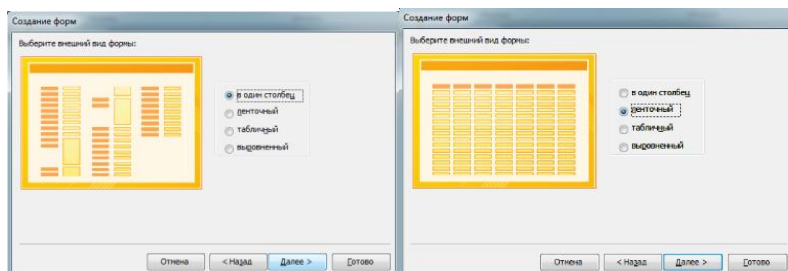 Создание форм
Выберите внешний вид формы:
в один столбец
ленточный
табличный
выровненный
Отмена
< Назад
Далее >
Готово
Создание форм
Выберите внешний вид формы:
в один столбец
ленточный
табличный
выровненный
Отмена
< Назад
Далее >
Готово